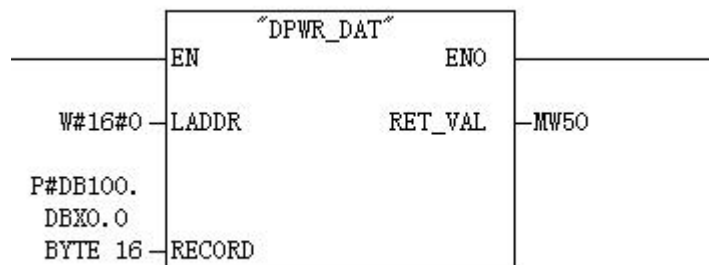 "DPWR_DAT"
EN ENO
W#16#0 LADDR RET_VAL MW50
P#DB100.
DBX0.0
BYTE 16 RECORD